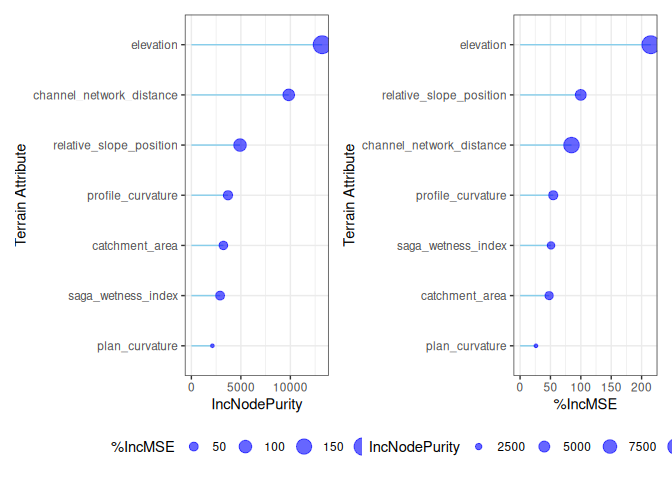 elevation
channel_network_distance
relative_slope_position
profile_curvature
catchment_area
saga_wetness_index
plan_curvature
Terrain Attribute
0 5000 10000
IncNodePurity
%IncMSE 50 100 150
elevation
relative_slope_position
channel_network_distance
profile_curvature
saga_wetness_index
catchment_area
plan_curvature
Terrain Attribute
0 50 100 150 200
%IncMSE
IncNodePurity 2500 5000 7500